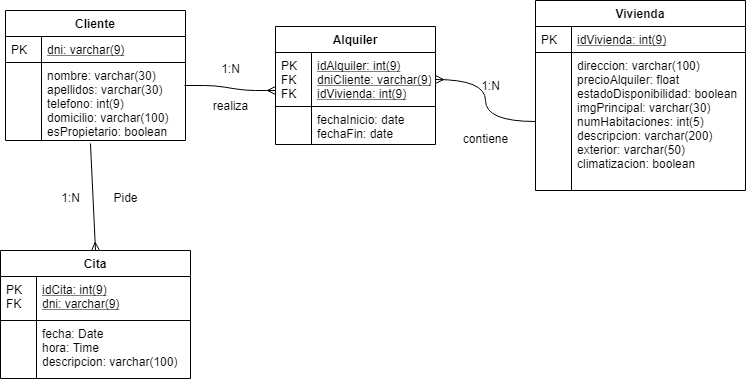 Cliente
PK dni: varchar(9)
nombre: varchar(30)
apellidos: varchar(30)
telefono: int(9)
domicilio: varchar(100)
esPropietario: boolean
1:N
realiza
Alquiler
PK idAlquiler: int(9)
FK dniCliente: varchar(9)
FK idVivienda: int(9)
fechaInicio: date
fechaFin: date
1:N
contiene
Vivienda
PK idVivienda: int(9)
direccion: varchar(100)
precioAlquiler: float
estadoDisponibilidad: boolean
imgPrincipal: varchar(30)
numHabitaciones: int(5)
descripcion: varchar(200)
exterior: varchar(50)
climatizacion: boolean
1:N
Pide
Cita
PK idCita: int(9)
FK dni: varchar(9)
fecha: Date
hora: Time
descripcion: varchar(100)